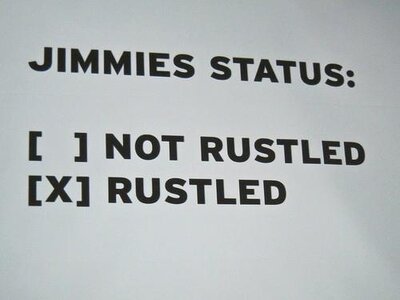 JIMMIES STATUS:
[ ] NOT RUSTLED
[X] RUSTLED